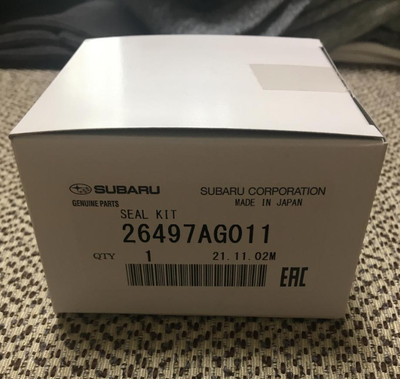 SUBARU SUBARU CORPORATION
GENUINE PARTS MADE IN JAPAN
SEAL KIT
26497AG011
QTY 1 21.11.02M
EAC